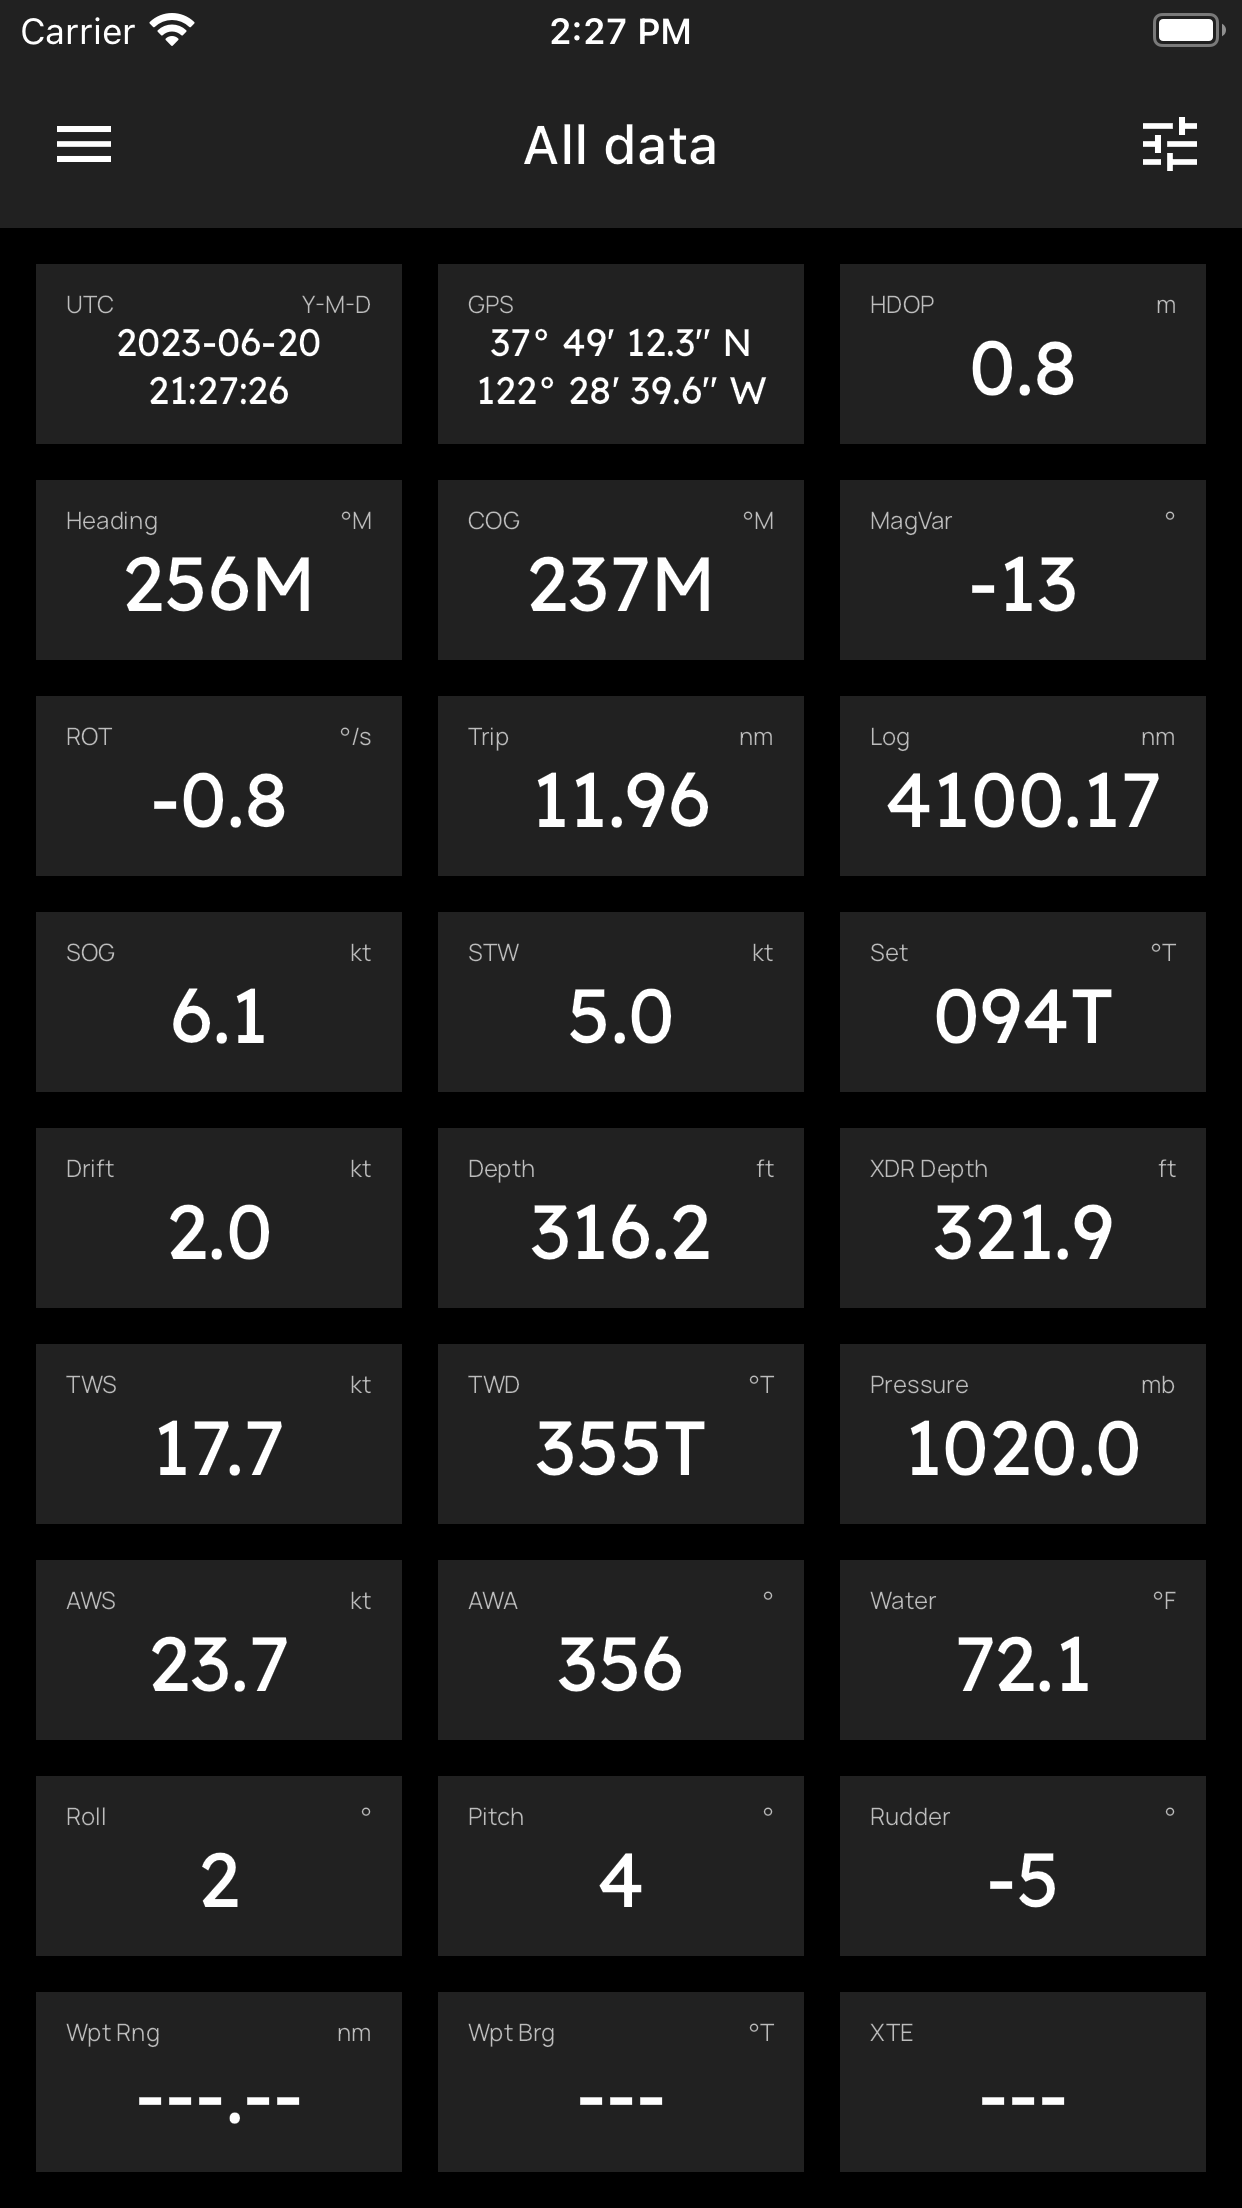 Carrier 2:27 PM
All data
UTC Y-M-D
2023-06-20
21:27:26
GPS
37° 49′ 12.3″ N
122° 28′ 39.6″ W
HDOP m
0.8
Heading °M
256M
COG °M
237M
MagVar °
-13
ROT °/s
-0.8
Trip nm
11.96
Log nm
4100.17
SOG kt
6.1
STW kt
5.0
Set °T
094T
Drift kt
2.0
Depth ft
316.2
XDR Depth ft
321.9
TWS kt
17.7
TWD °T
355T
Pressure mb
1020.0
AWS kt
23.7
AWA °
356
Water °F
72.1
Roll °
2
Pitch °
4
Rudder °
-5
Wpt Rng nm
---.--
Wpt Brg °T
---
XTE
---